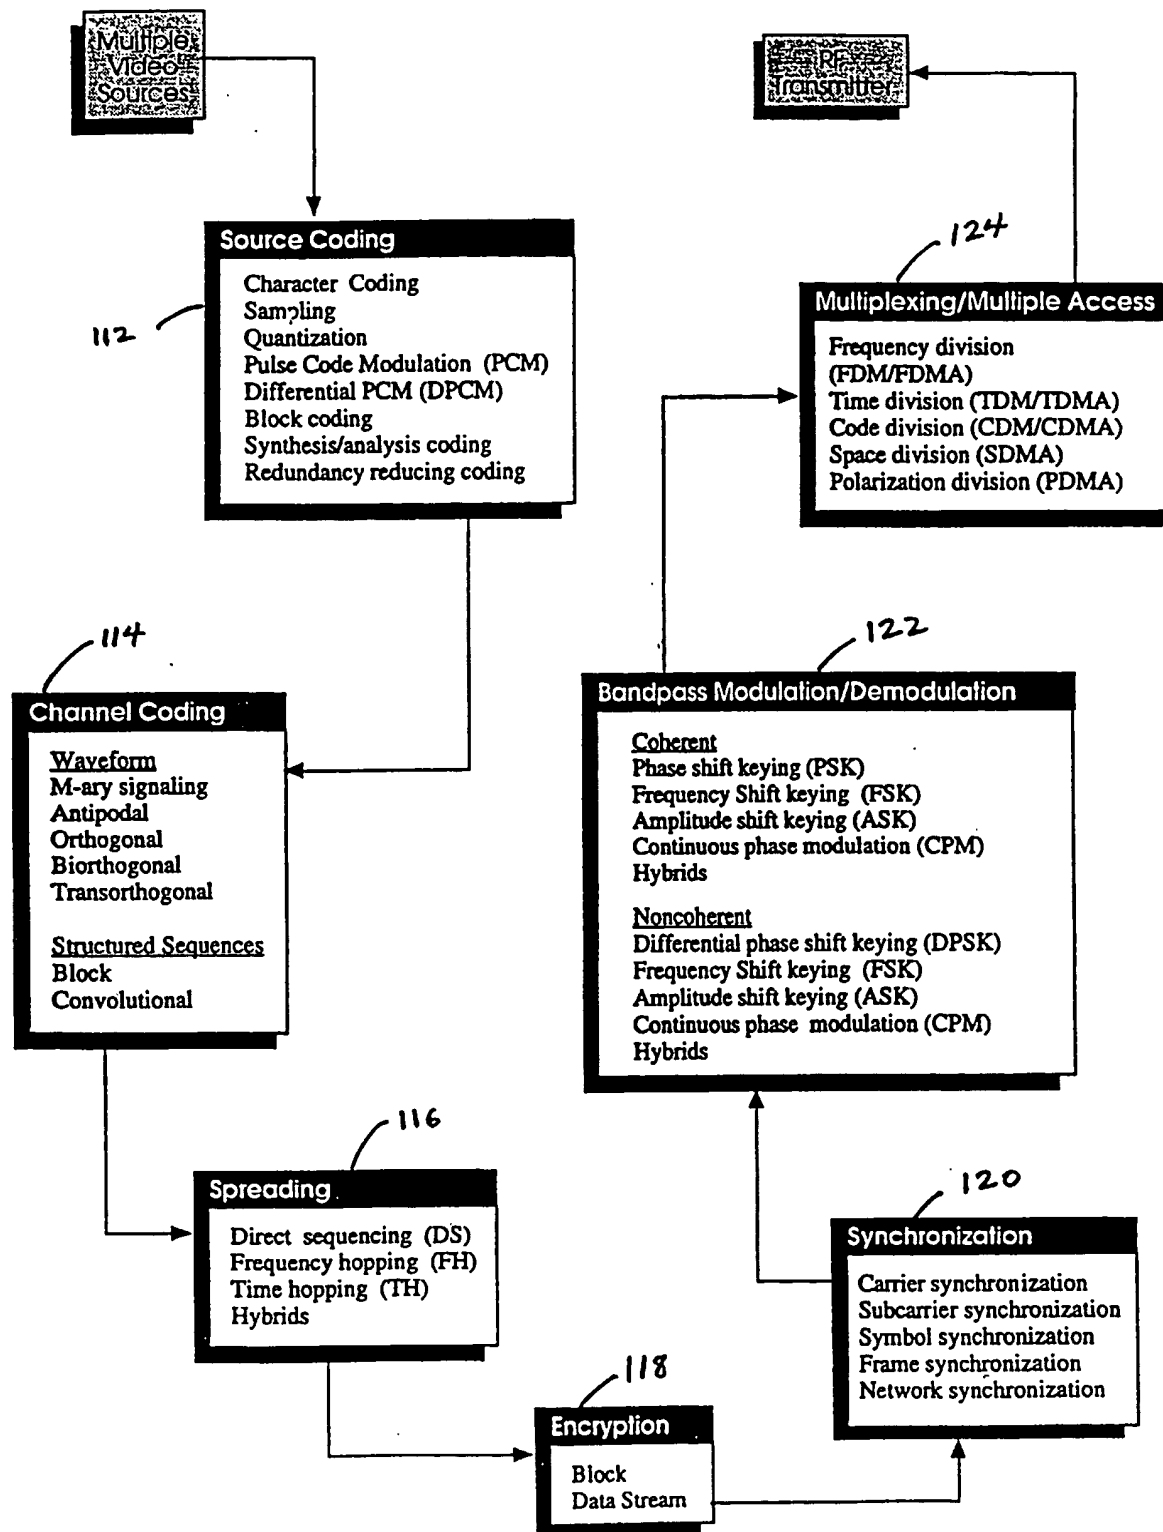 Multiple
Video
Sources
RF
Transmitter
Source Coding
Character Coding
Sampling
Quantization
Pulse Code Modulation (PCM)
Differential PCM (DPCM)
Block coding
Synthesis/analysis coding
Redundancy reducing coding
112
124
Multiplexing/Multiple Access
Frequency division
(FDM/FDMA)
Time division (TDM/TDMA)
Code division (CDM/CDMA)
Space division (SDMA)
Polarization division (PDMA)
114
Channel Coding
Waveform
M-ary signaling
Antipodal
Orthogonal
Biorthogonal
Transorthogonal
Structured Sequences
Block
Convolutional
122
Bandpass Modulation/Demodulation
Coherent
Phase shift keying (PSK)
Frequency Shift keying (FSK)
Amplitude shift keying (ASK)
Continuous phase modulation (CPM)
Hybrids
Noncoherent
Differential phase shift keying (DPSK)
Frequency Shift keying (FSK)
Amplitude shift keying (ASK)
Continuous phase modulation (CPM)
Hybrids
116
Spreading
Direct sequencing (DS)
Frequency hopping (FH)
Time hopping (TH)
Hybrids
120
Synchronization
Carrier synchronization
Subcarrier synchronization
Symbol synchronization
Frame synchronization
Network synchronization
118
Encryption
Block
Data Stream